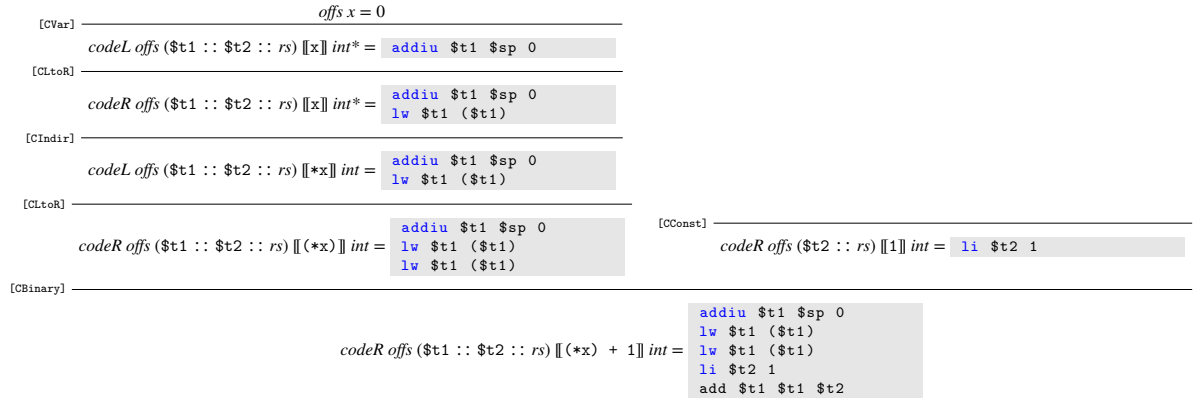 offs x = 0
[CVar]
codeL offs ($t1 :: $t2 :: rs) ⟦x⟧ int* = addiu $t1 $sp 0
[CLtoR]
codeR offs ($t1 :: $t2 :: rs) ⟦x⟧ int* = addiu $t1 $sp 0
lw $t1 ($t1)
[CIndir]
codeL offs ($t1 :: $t2 :: rs) ⟦*x⟧ int = addiu $t1 $sp 0
lw $t1 ($t1)
[CLtoR]
codeR offs ($t1 :: $t2 :: rs) ⟦(*x)⟧ int = addiu $t1 $sp 0
lw $t1 ($t1)
lw $t1 ($t1)
[CConst]
codeR offs ($t2 :: rs) ⟦1⟧ int = li $t2 1
[CBinary]
codeR offs ($t1 :: $t2 :: rs) ⟦(*x) + 1⟧ int = addiu $t1 $sp 0
lw $t1 ($t1)
lw $t1 ($t1)
li $t2 1
add $t1 $t1 $t2